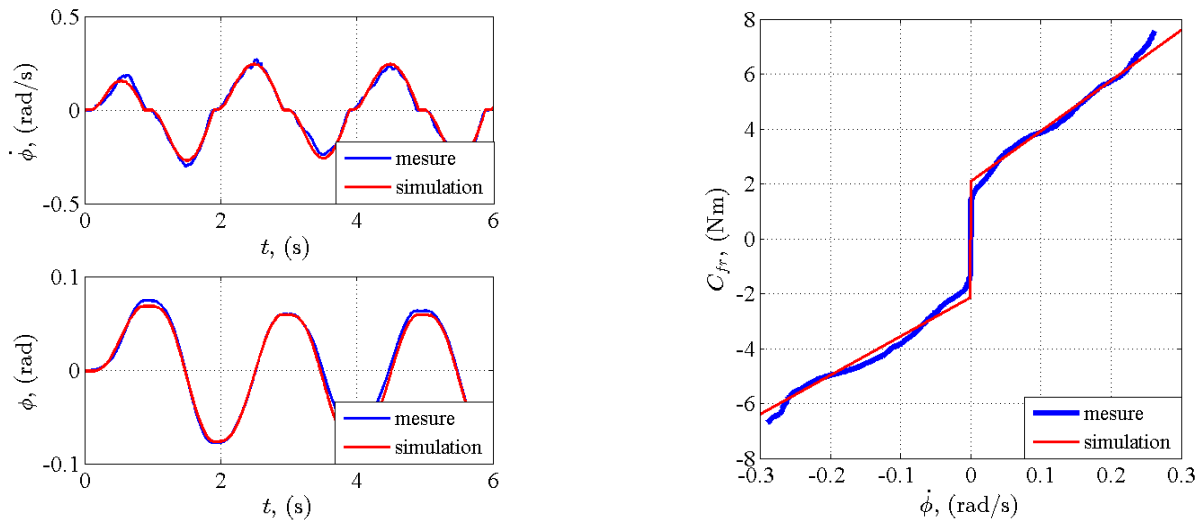 0.5
0
-0.5
0 2 4 6
ϕ̇, (rad/s)
t, (s)
mesure
simulation
0.1
0
-0.1
0 2 4 6
ϕ, (rad)
t, (s)
mesure
simulation
8
6
4
2
0
-2
-4
-6
-8
-0.3 -0.2 -0.1 0 0.1 0.2 0.3
C_fr, (Nm)
ϕ̇, (rad/s)
mesure
simulation